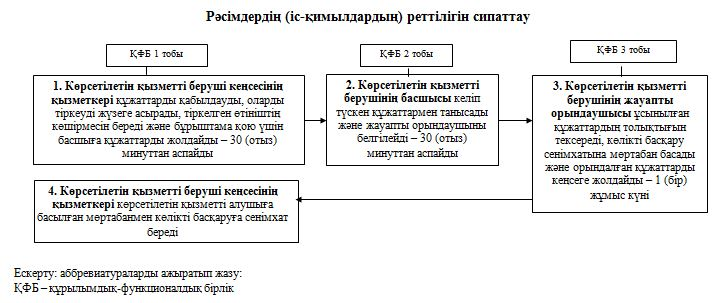 Рәсімдердің (іс-қимылдардың) реттілігін сипаттау
ҚФБ 1 тобы
ҚФБ 2 тобы
ҚФБ 3 тобы
1. Көрсетілетін қызметті беруші кеңсесінің
қызметкері құжаттарды қабылдауды, оларды
тіркеуді жүзеге асырады, тіркелген өтініштің
көшірмесін береді және бұрыштама қою үшін
басшыға құжаттарды жолдайды – 30 (отыз)
минуттан аспайды
2. Көрсетілетін қызметті
берушінің басшысы келіп
түскен құжаттармен танысады
және жауапты орындаушыны
белгілейді – 30 (отыз)
минуттан аспайды
3. Көрсетілетін қызметті
берушінің жауапты
орындаушысы ұсынылған
құжаттардың толықтығын
тексереді, көлікті басқару
сенімхатына мөртабан басады
және орындалған құжаттарды
кеңсеге жолдайды – 1 (бір)
жұмыс күні
4. Көрсетілетін қызметті беруші кеңсесінің
қызметкері көрсетілетін қызметті алушыға
басылған мөртабанмен көлікті басқаруға сенімхат
береді
Ескерту: аббревиатураларды ажыратып жазу:
ҚФБ – құрылымдық-функционалдық бірлік